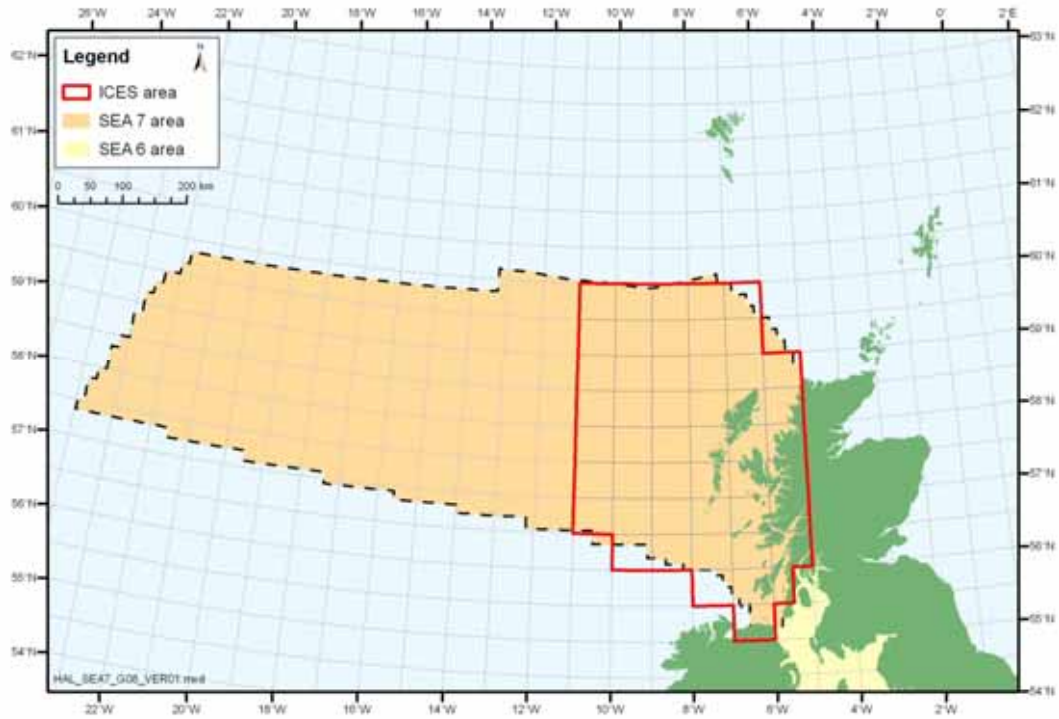 26°W 24°W 22°W 20°W 18°W 16°W 14°W 12°W 10°W 8°W 6°W 4°W 2°W 0° 2°E
Legend
N
ICES area
SEA 7 area
SEA 6 area
0 50 100 200 km
62°N
61°N
60°N
59°N
58°N
57°N
56°N
55°N
54°N
63°N
62°N
61°N
60°N
59°N
58°N
57°N
56°N
55°N
54°N
HAL_SEA7_G08_VER01.mxd
22°W 20°W 18°W 16°W 14°W 12°W 10°W 8°W 6°W 4°W 2°W